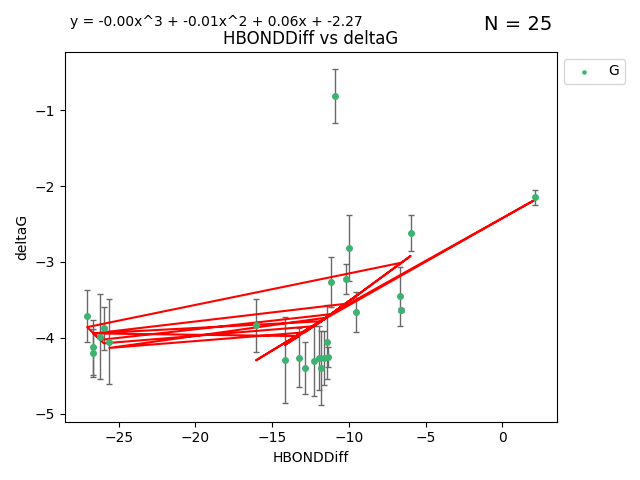 y = -0.00x^3 + -0.01x^2 + 0.06x + -2.27
N = 25
HBONDDiff vs deltaG
G
−1
−2
−3
−4
−5
deltaG
−25
−20
−15
−10
−5
0
HBONDDiff